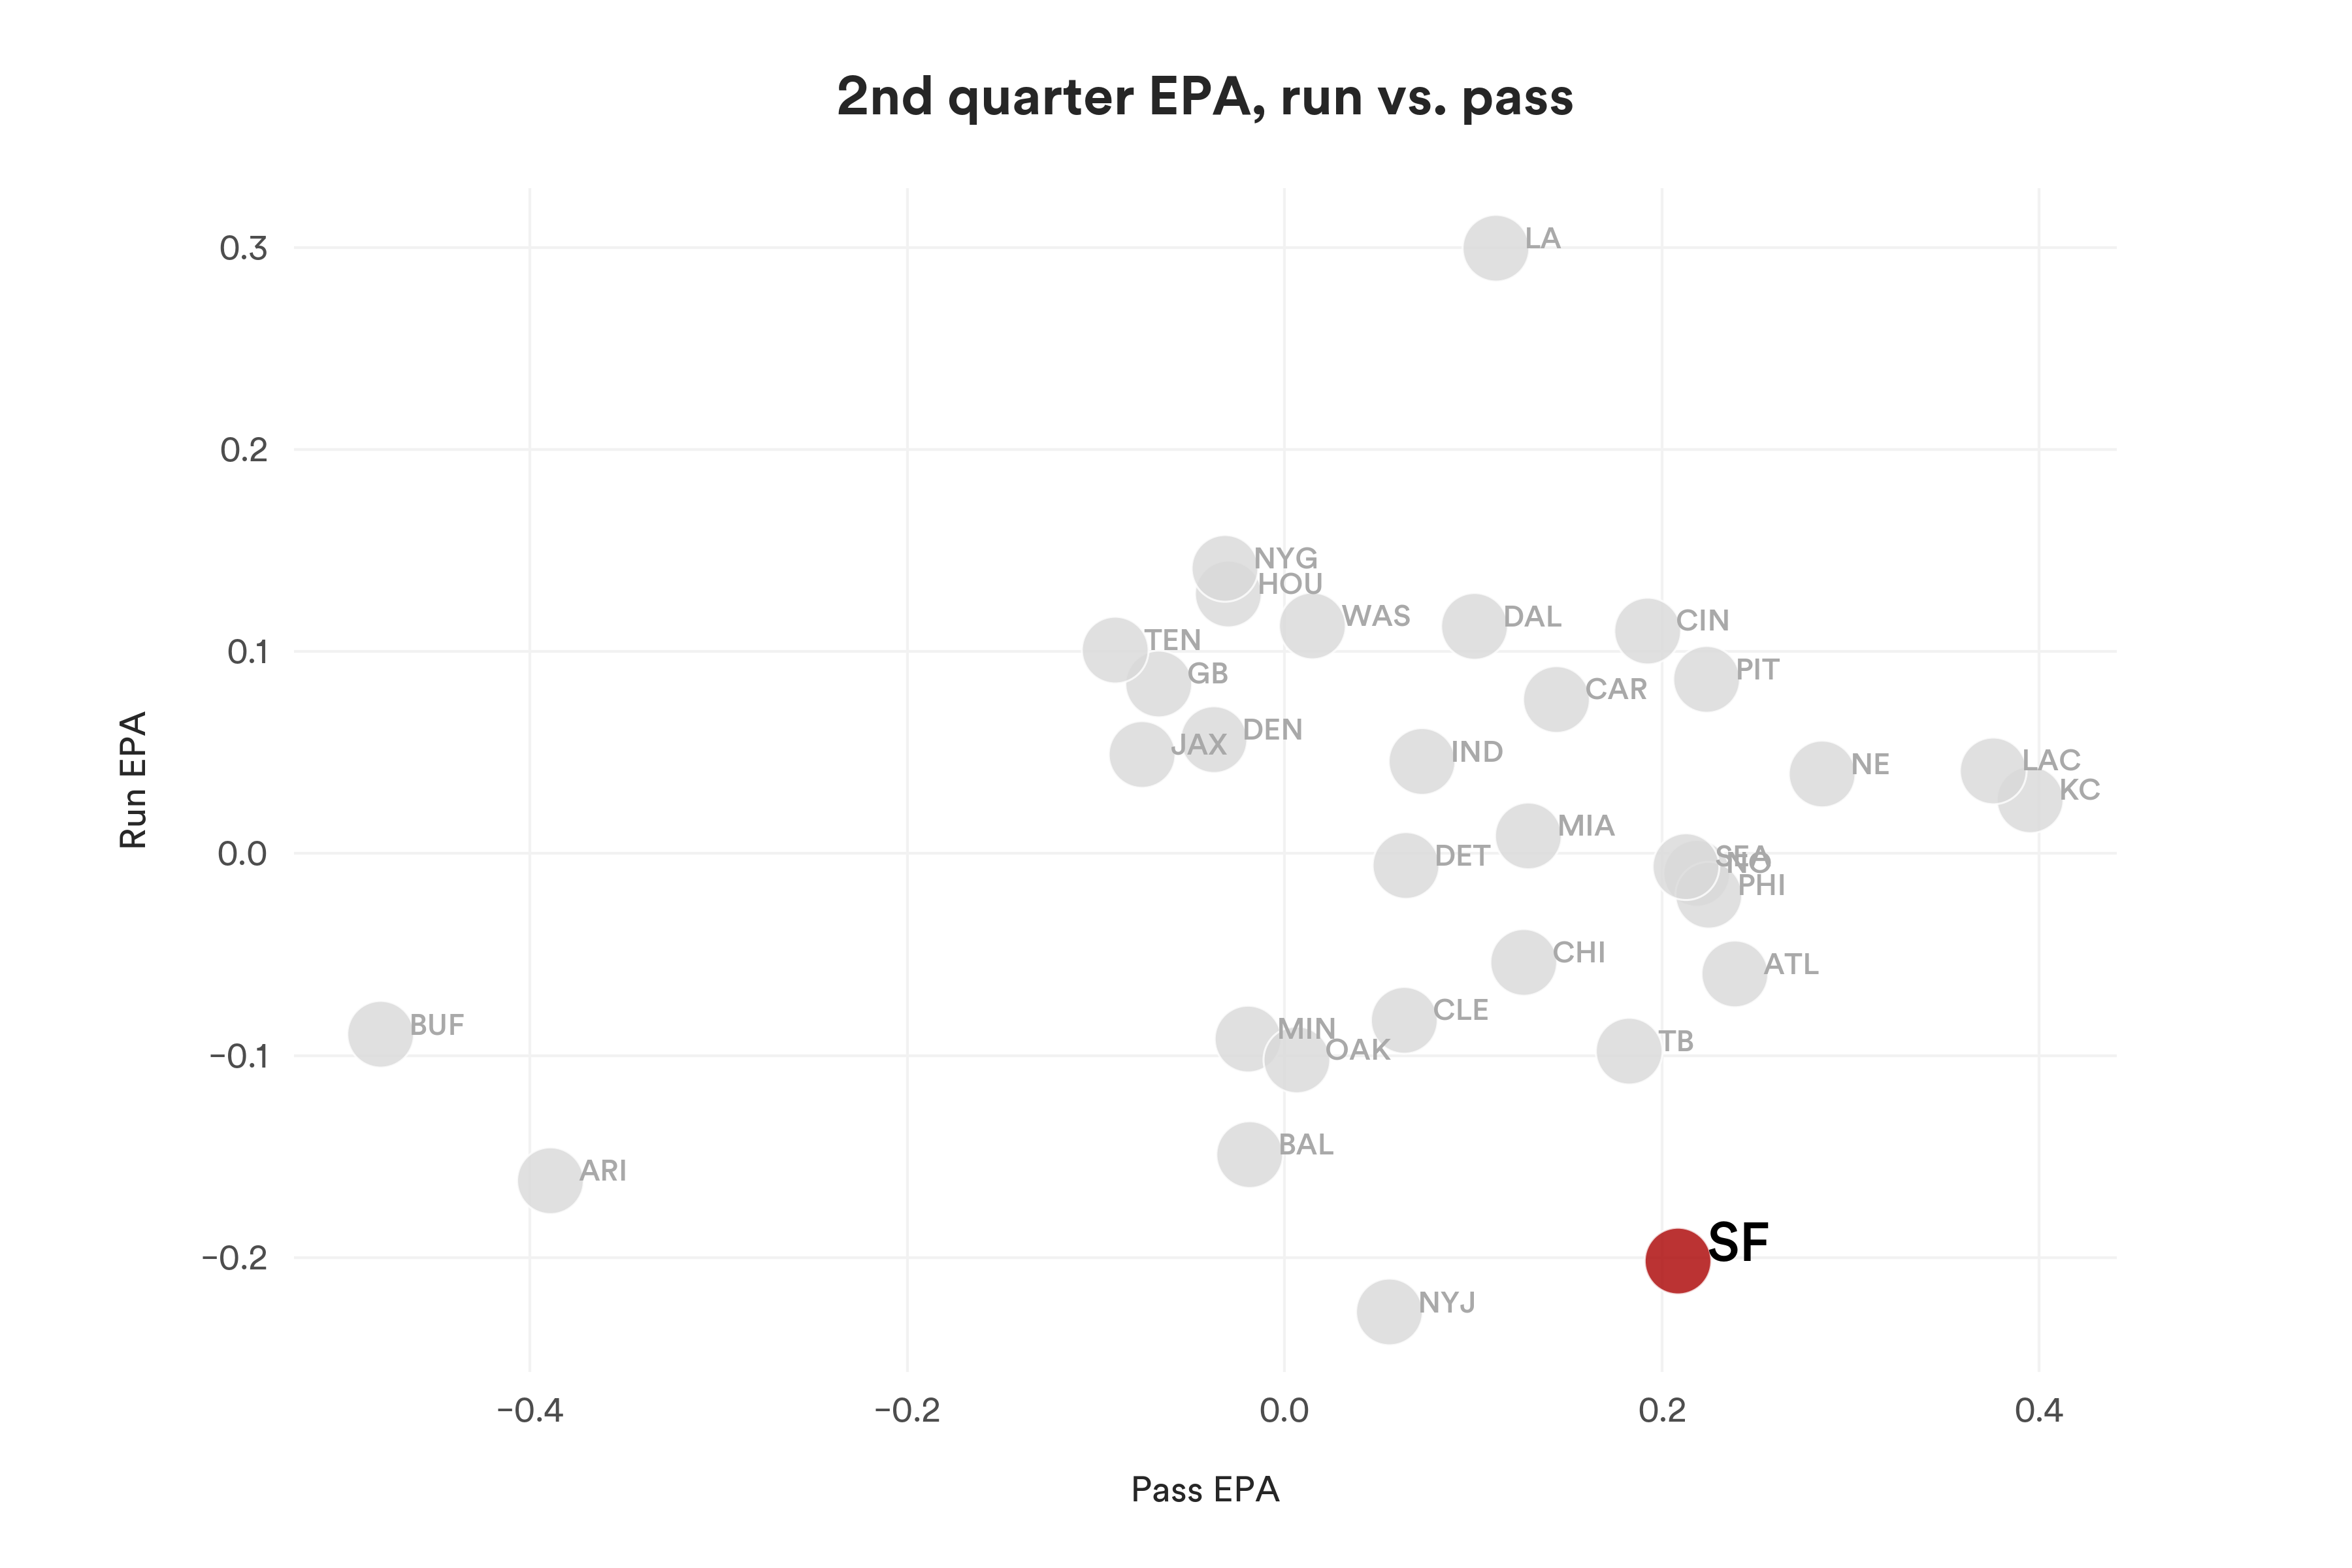 2nd quarter EPA, run vs. pass
LA
0.3
0.2
NYG
HOU
WAS
DAL
CIN
TEN
0.1
PIT
GB
CAR
DEN
JAX
IND
LAC
NE
KC
Run EPA
MIA
DET
SEA
NO
0.0
PHI
CHI
ATL
CLE
BUF
MIN
TB
OAK
−0.1
BAL
ARI
SF
−0.2
NYJ
−0.4
−0.2
0.0
0.2
0.4
Pass EPA